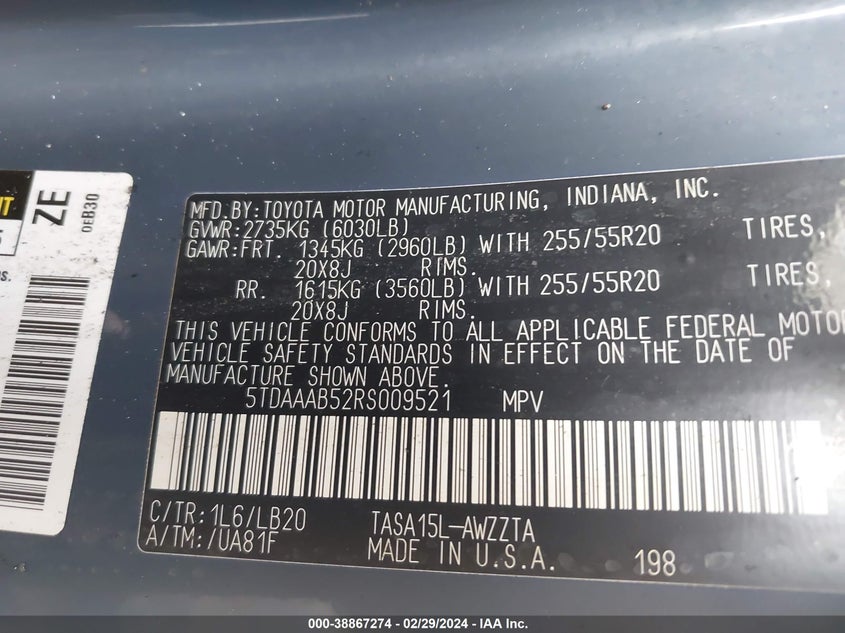 MFD.BY:TOYOTA MOTOR MANUFACTURING, INDIANA, INC.
GVWR:2735KG (6030LB)
GAWR:FRT. 1345KG (2960LB) WITH 255/55R20 TIRES,
20X8J RIMS.
RR. 1615KG (3560LB) WITH 255/55R20 TIRES,
20X8J RIMS.
THIS VEHICLE CONFORMS TO ALL APPLICABLE FEDERAL MOTOR
VEHICLE SAFETY STANDARDS IN EFFECT ON THE DATE OF
MANUFACTURE SHOWN ABOVE.
5TDAAAB52RS009521 MPV
C/TR:1L6/LB20 TASA15L-AWZZTA
A/TM:/UA81F MADE IN U.S.A. 198
ZE
0EB30
000-38867274 - 02/29/2024 - IAA Inc.